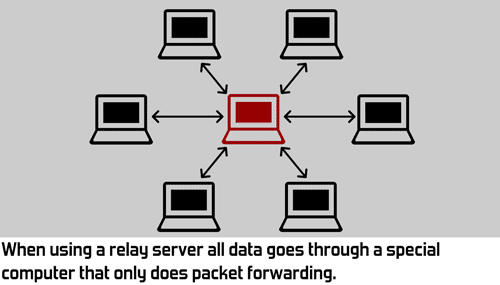 When using a relay server all data goes through a special
computer that only does packet forwarding.